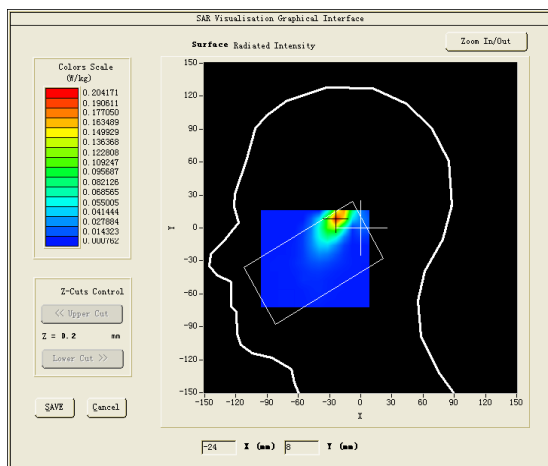 SAR Visualisation Graphical Interface
Surface Radiated Intensity
Zoom In/Out
Colors Scale
(W/kg)
0.204171
0.190611
0.177050
0.163489
0.149929
0.136368
0.122808
0.109247
0.095687
0.082126
0.068565
0.055005
0.041444
0.027884
0.014323
0.000762
150
120
90
60
30
0
-30
-60
-90
-120
-150
Y
-150 -120 -90 -60 -30 0 30 60 90 120 150
X
Z-Cuts Control
<< Upper Cut
Z = 0.2 mm
Lower Cut >>
SAVE Cancel
-24 X (mm) 8 Y (mm)